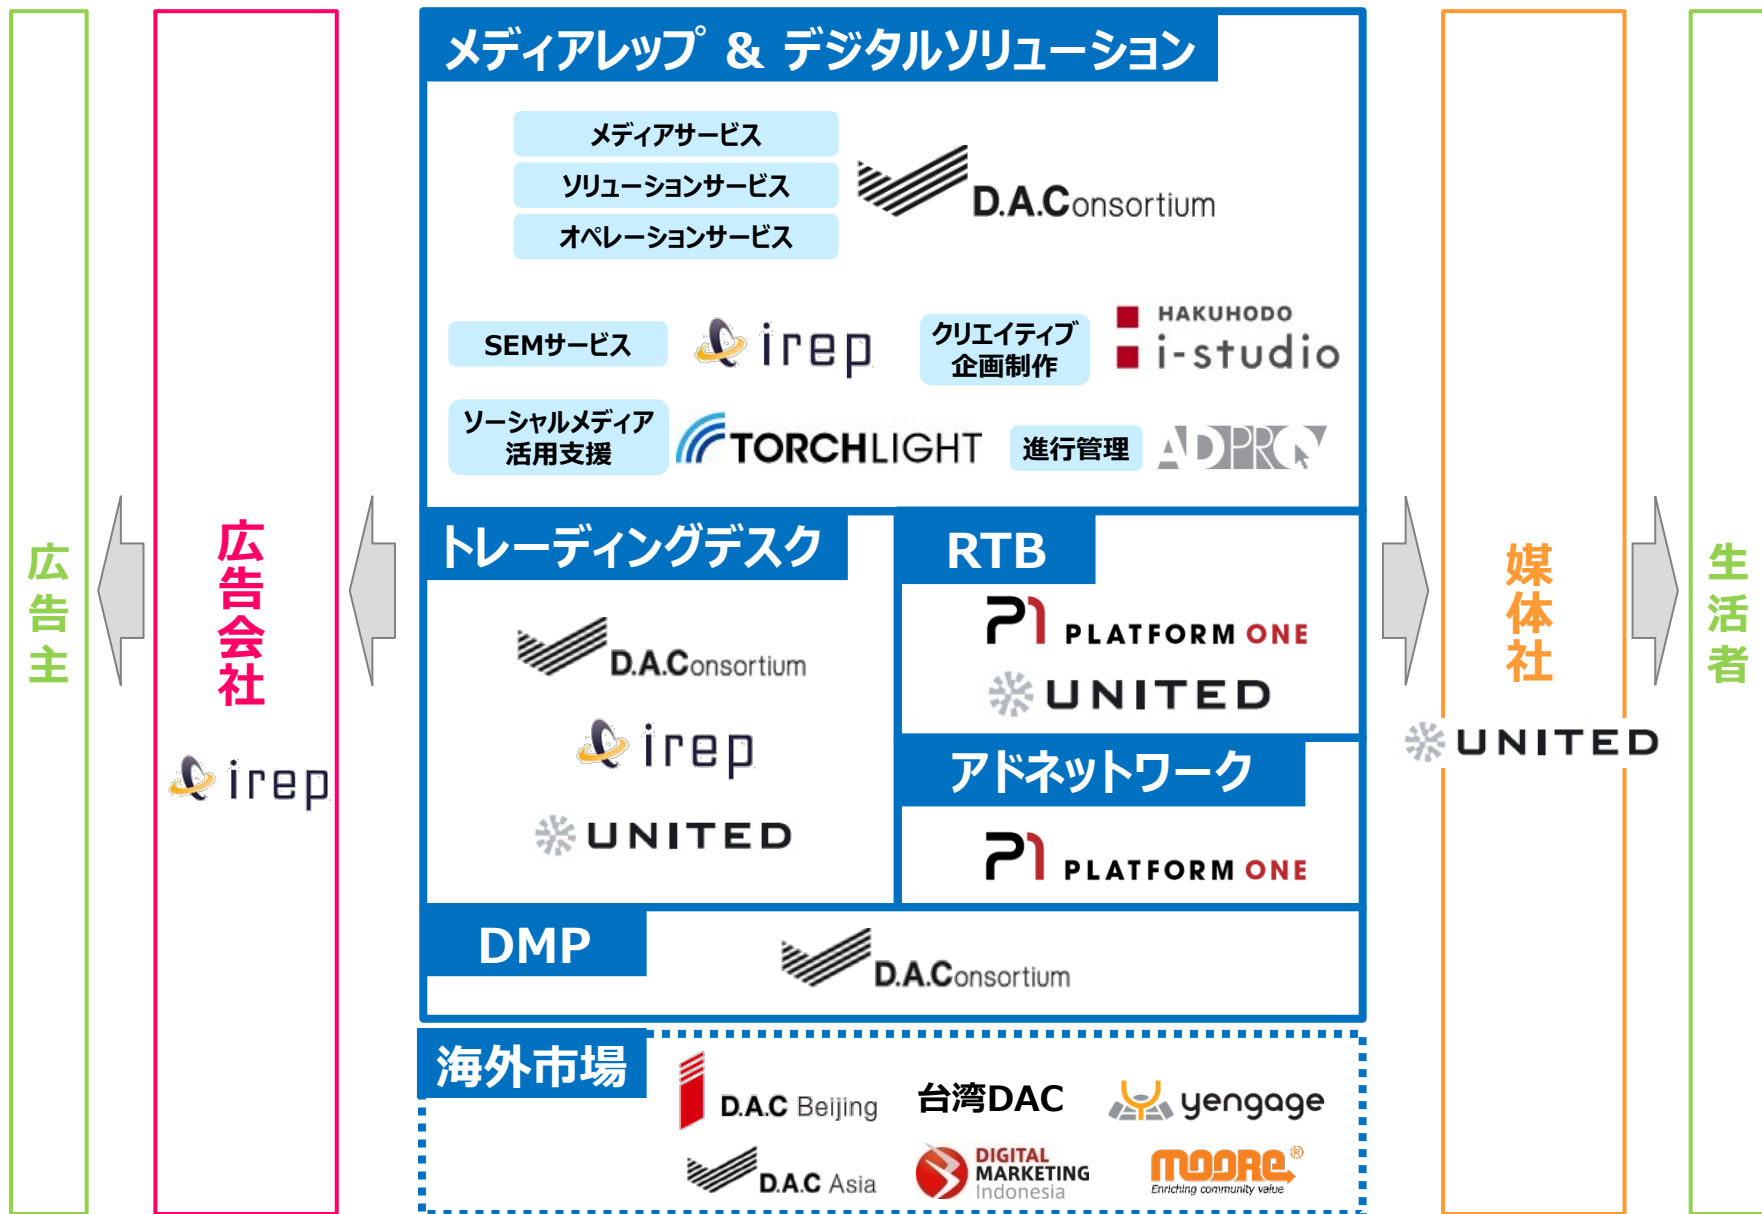 メディアレップ & デジタルソリューション
メディアサービス
ソリューションサービス
オペレーションサービス
D.A.Consortium
SEMサービス
irep
クリエイティブ
企画制作
HAKUHODO
i-studio
ソーシャルメディア
活用支援
TORCHLIGHT
進行管理
ADPRO
広告主
広告会社
irep
トレーディングデスク
D.A.Consortium
irep
UNITED
RTB
P1 PLATFORM ONE
UNITED
アドネットワーク
P1 PLATFORM ONE
DMP
D.A.Consortium
媒体社
UNITED
生活者
海外市場
D.A.C Beijing
台湾DAC
yengage
D.A.C Asia
DIGITAL
MARKETING
Indonesia
MOORE®
Enriching community value